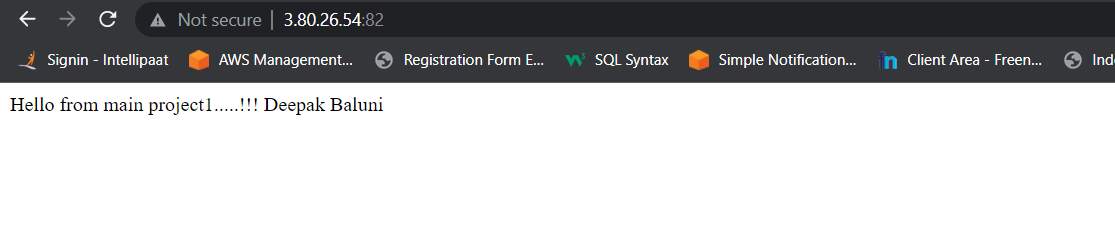 Not secure 3.80.26.54:82
Signin - Intellipaat AWS Management... Registration Form E... SQL Syntax Simple Notification... Client Area - Freen... Ind
Hello from main project1.....!!! Deepak Baluni